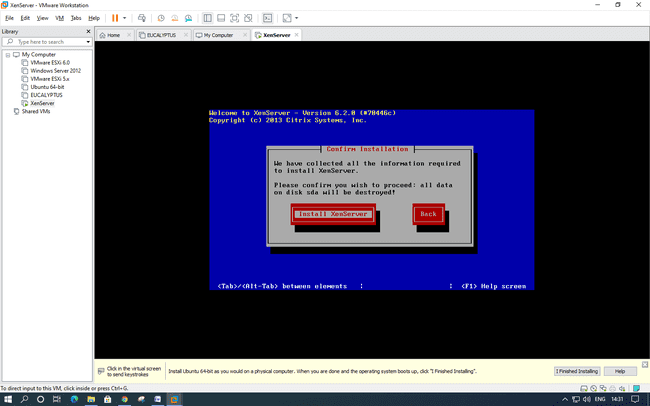 XenServer - VMware Workstation
File Edit View VM Tabs Help
Library
Type here to search
My Computer
VMware ESXi 6.0
Windows Server 2012
VMware ESXi 5.x
Ubuntu 64-bit
EUCALYPTUS
XenServer
Shared VMs
Home EUCALYPTUS My Computer XenServer
Welcome to XenServer - Version 6.2.0 (#70446c)
Copyright (c) 2013 Citrix Systems, Inc.
Confirm Installation
We have collected all the information required
to install XenServer.
Please confirm you wish to proceed: all data
on disk sda will be destroyed!
Install XenServer Back
<Tab>/<Alt-Tab> between elements | | <F1> Help screen
Click in the virtual screen
to send keystrokes
Install Ubuntu 64-bit as you would on a physical computer. When you are done and the operating system boots up, click "I Finished Installing".
I Finished Installing Help
To direct input to this VM, click inside or press Ctrl+G.
ENG 14:31